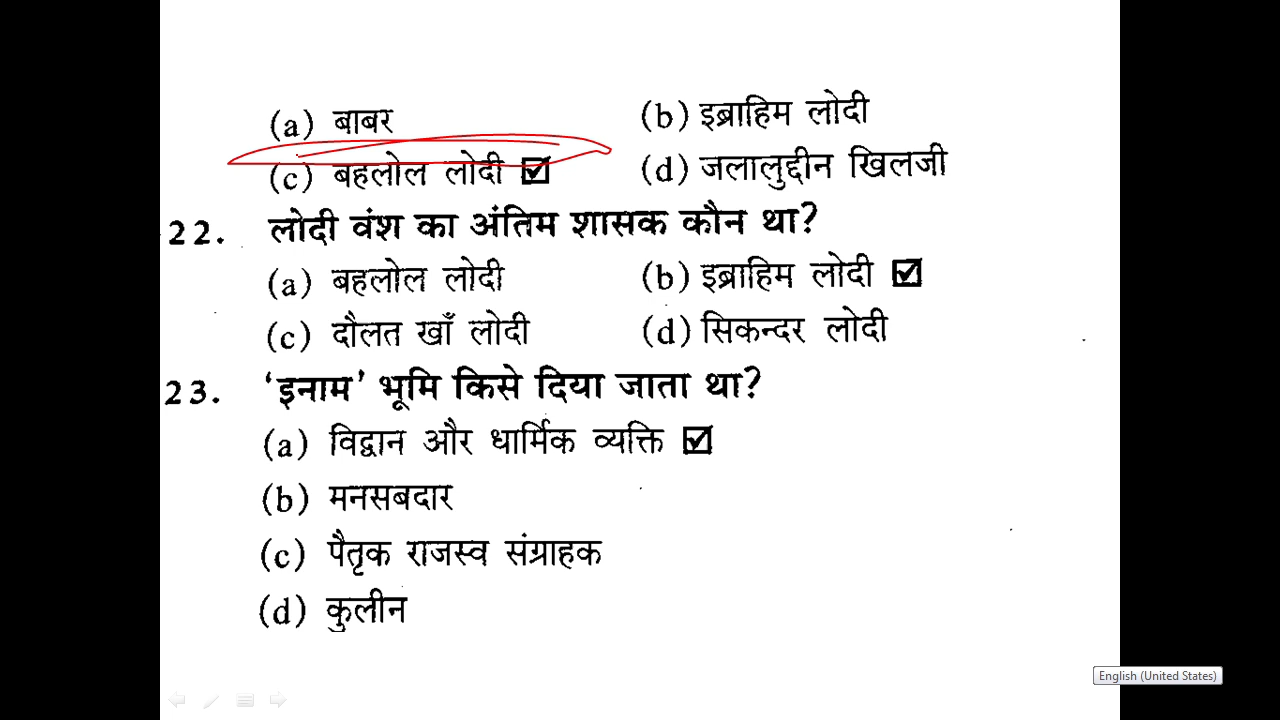 (a) बाबर (b) इब्राहिम लोदी
(c) बहलोल लोदी ☑ (d) जलालुद्दीन खिलजी
22. लोदी वंश का अंतिम शासक कौन था?
(a) बहलोल लोदी (b) इब्राहिम लोदी ☑
(c) दौलत खाँ लोदी (d) सिकन्दर लोदी
23. ‘इनाम’ भूमि किसे दिया जाता था?
(a) विद्वान और धार्मिक व्यक्ति ☑
(b) मनसबदार
(c) पैतृक राजस्व संग्राहक
(d) कुलीन
English (United States)